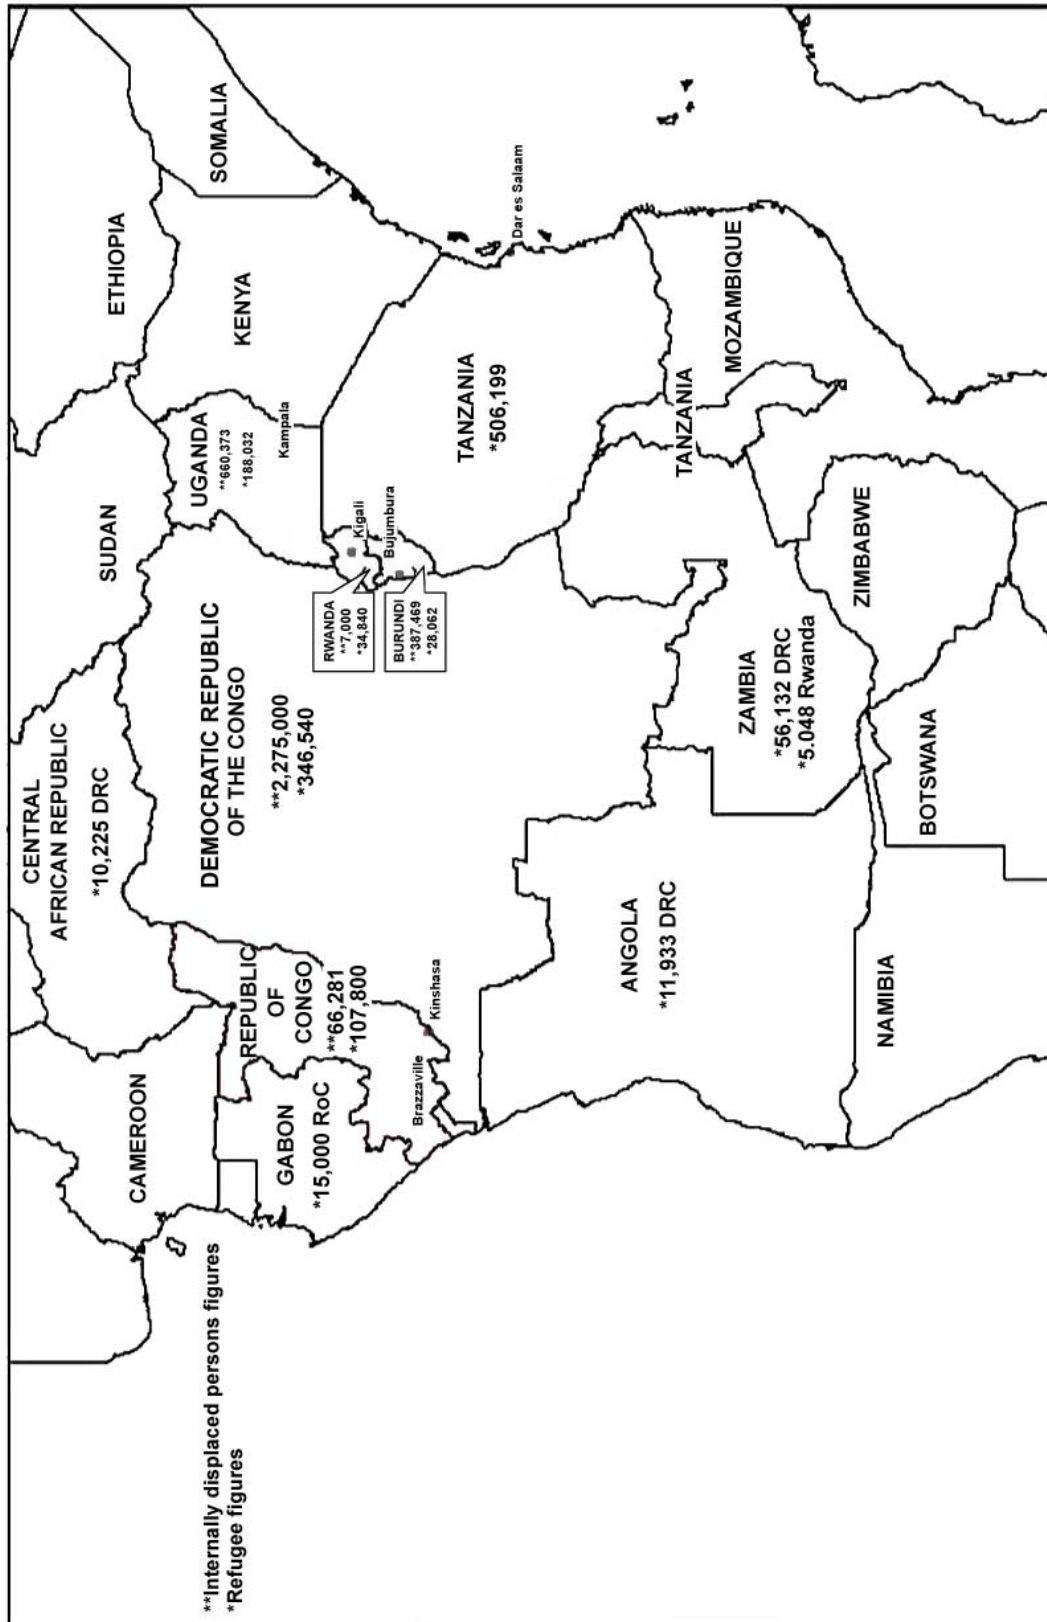 CENTRAL
AFRICAN REPUBLIC
*10,225 DRC
SUDAN
ETHIOPIA
CAMEROON
SOMALIA
UGANDA
**660,373
*188,032
Kampala
KENYA
DEMOCRATIC REPUBLIC
OF THE CONGO
**2,275,000
*346,540
REPUBLIC
OF
CONGO
**66,281
*107,800
GABON
*15,000 RoC
RWANDA
**7,000
*34,840
Kigali
BURUNDI
**387,469
*28,062
Bujumbura
Brazzaville
Kinshasa
TANZANIA
*506,199
Dar es Salaam
ANGOLA
*11,933 DRC
TANZANIA
MOZAMBIQUE
ZAMBIA
*56,132 DRC
*5.048 Rwanda
ZIMBABWE
NAMIBIA
BOTSWANA
**Internally displaced persons figures
*Refugee figures